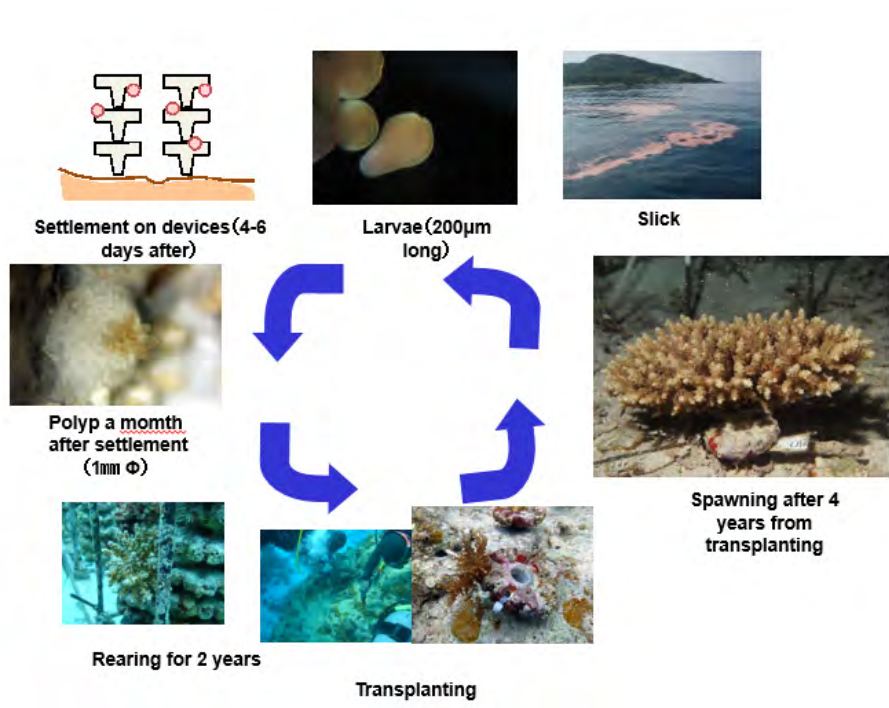 Settlement on devices(4-6
days after)
Larvae(200μm
long)
Slick
Polyp a momth
after settlement
(1㎜ Φ)
Spawning after 4
years from
transplanting
Rearing for 2 years
Transplanting